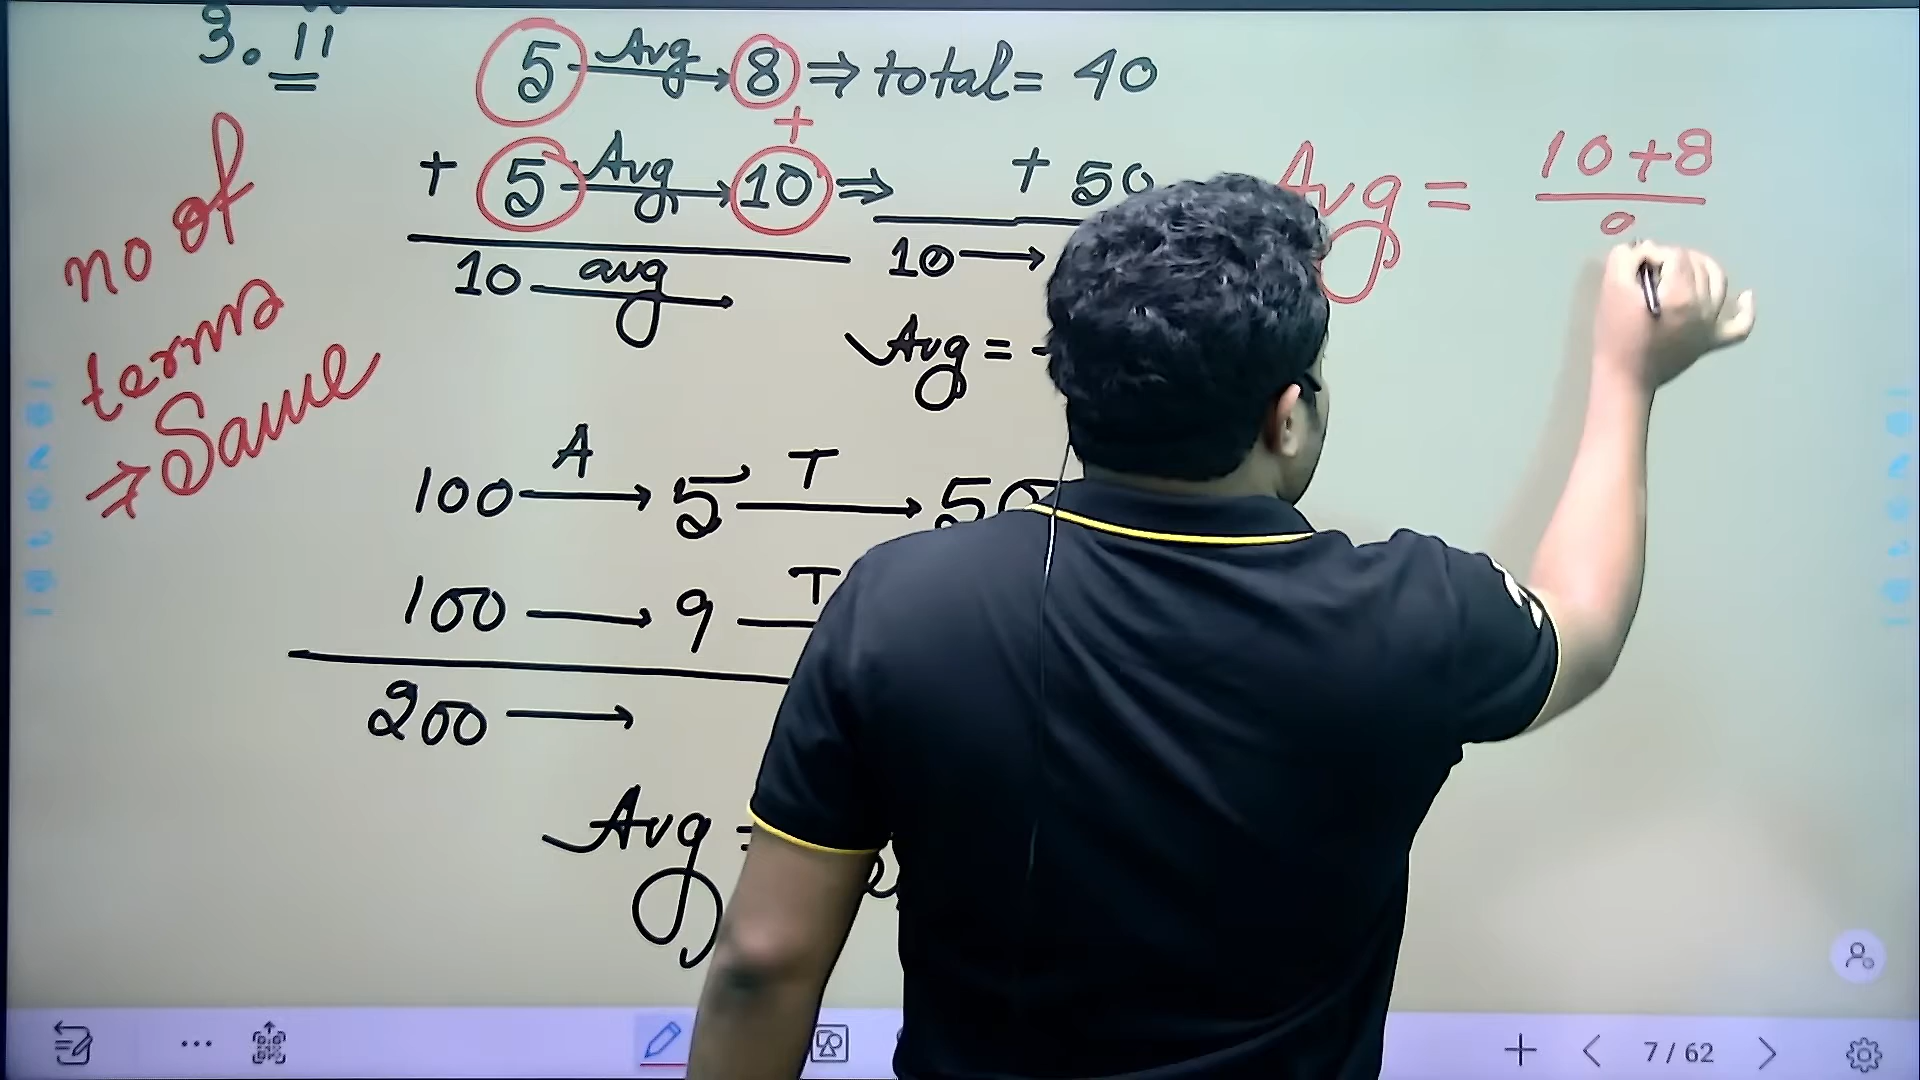 3. ii
5 Avg → 8 ⇒ total = 40
+
+ 5 Avg → 10 ⇒ + 50
10 avg → 10 →
Avg =
Avg = 10+8
no of
terms
⇒ Same
100 A → 5 T → 50
100 → 9 T
200 →
Avg =
7 / 62